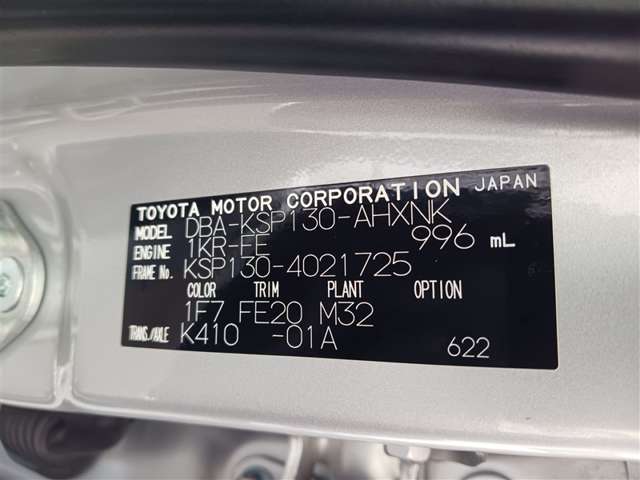 TOYOTA MOTOR CORPORATION JAPAN
MODEL DBA-KSP130-AHXNK
ENGINE 1KR-FE 996 mL
FRAME No. KSP130-4021725
COLOR TRIM PLANT OPTION
1F7 FE20 M32
TRANS./AXLE K410 -01A
622